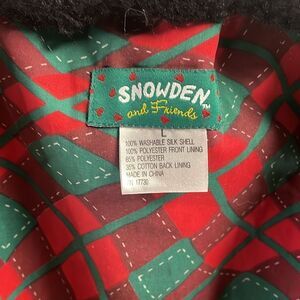 SNOWDEN™
and Friends
L
100% WASHABLE SILK SHELL
100% POLYESTER FRONT LINING
65% POLYESTER
35% COTTON BACK LINING
MADE IN CHINA
RN 17730